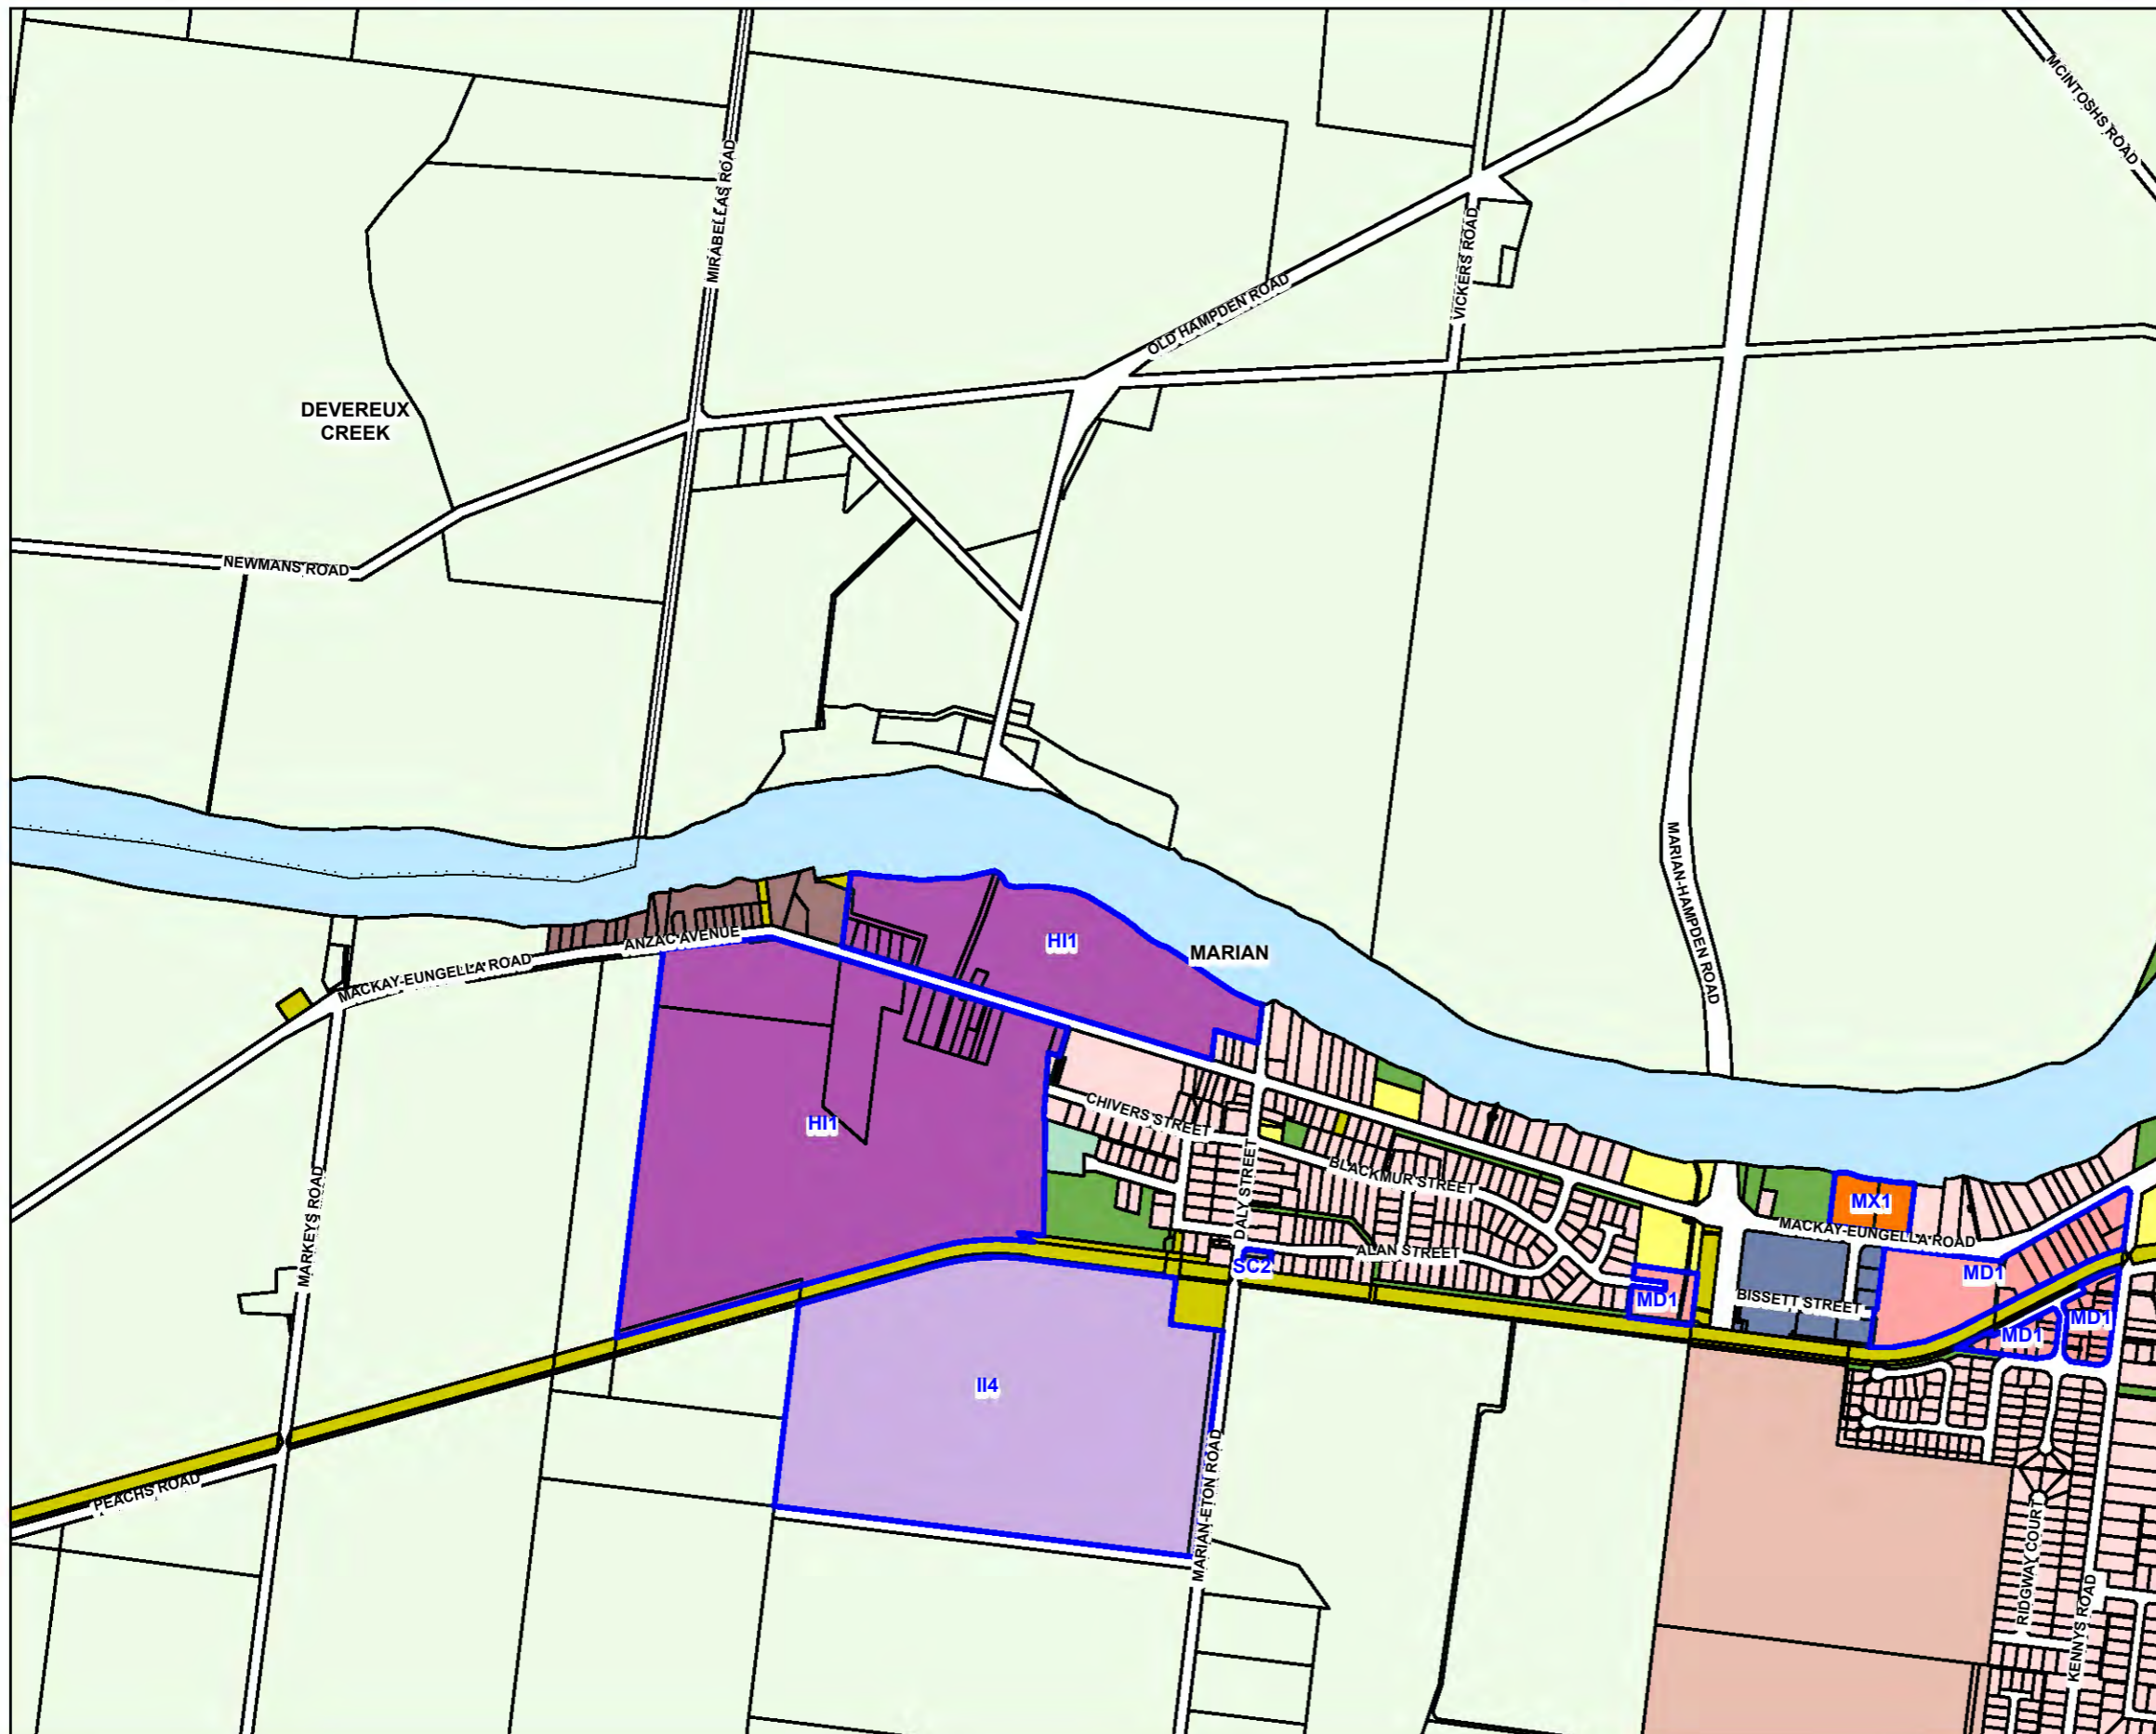 MCINTOSHS ROAD
MIRABELLAS ROAD
VICKERS ROAD
OLD HAMPDEN ROAD
DEVEREUX
CREEK
NEWMANS ROAD
MARIAN-HAMPDEN ROAD
HI1
MARIAN
ANZAC AVENUE
MACKAY-EUNGELLA ROAD
CHIVERS STREET
HI1
BLACKMUR STREET
DALY STREET
MX1
MACKAY-EUNGELLA ROAD
MARKEYS ROAD
ALAN STREET
SC2
MD1
MD1
BISSETT STREET
MD1
MD1
II4
PEACHS ROAD
MARIAN-ETON ROAD
RIDGWAY COURT
KENNYS ROAD